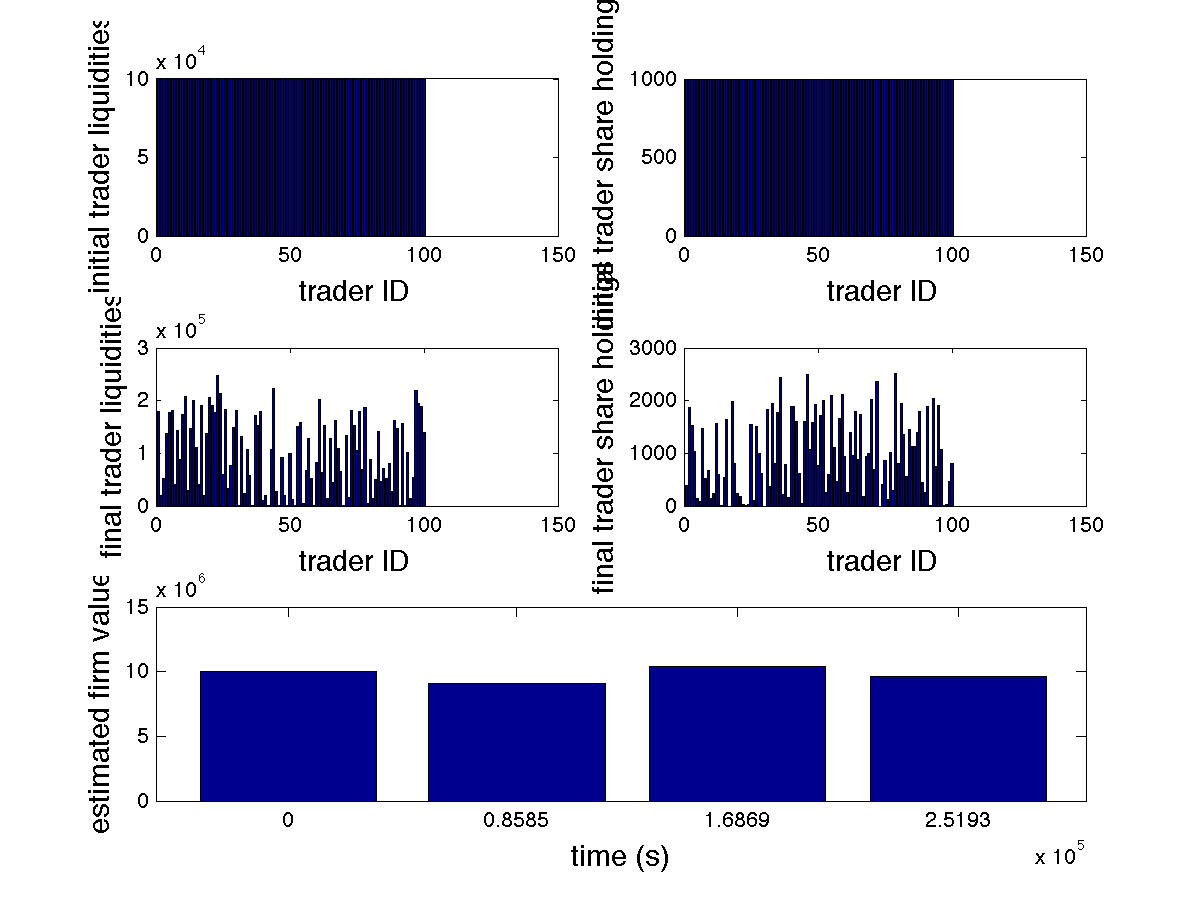 initial trader liquidities
x 10^4
10
5
0
0 50 100 150
trader ID
trader share holding
1000
500
0
0 50 100 150
trader ID
final trader liquidities
x 10^5
3
2
1
0
0 50 100 150
trader ID
final trader share holdings
3000
2000
1000
0
0 50 100 150
trader ID
estimated firm value
x 10^6
15
10
5
0
0 0.8585 1.6869 2.5193
time (s)
x 10^5